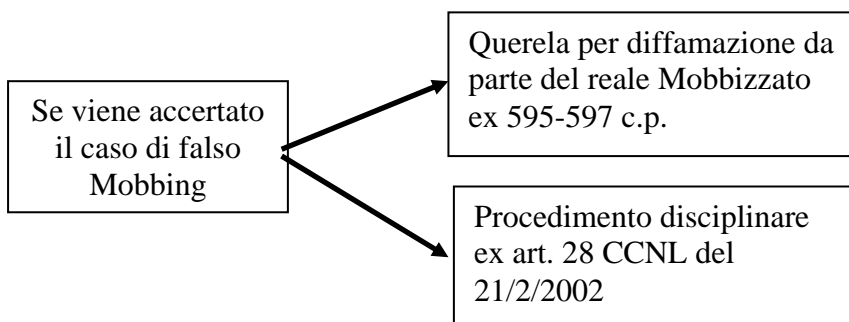 Se viene accertato
il caso di falso
Mobbing
Querela per diffamazione da
parte del reale Mobbizzato
ex 595-597 c.p.
Procedimento disciplinare
ex art. 28 CCNL del
21/2/2002